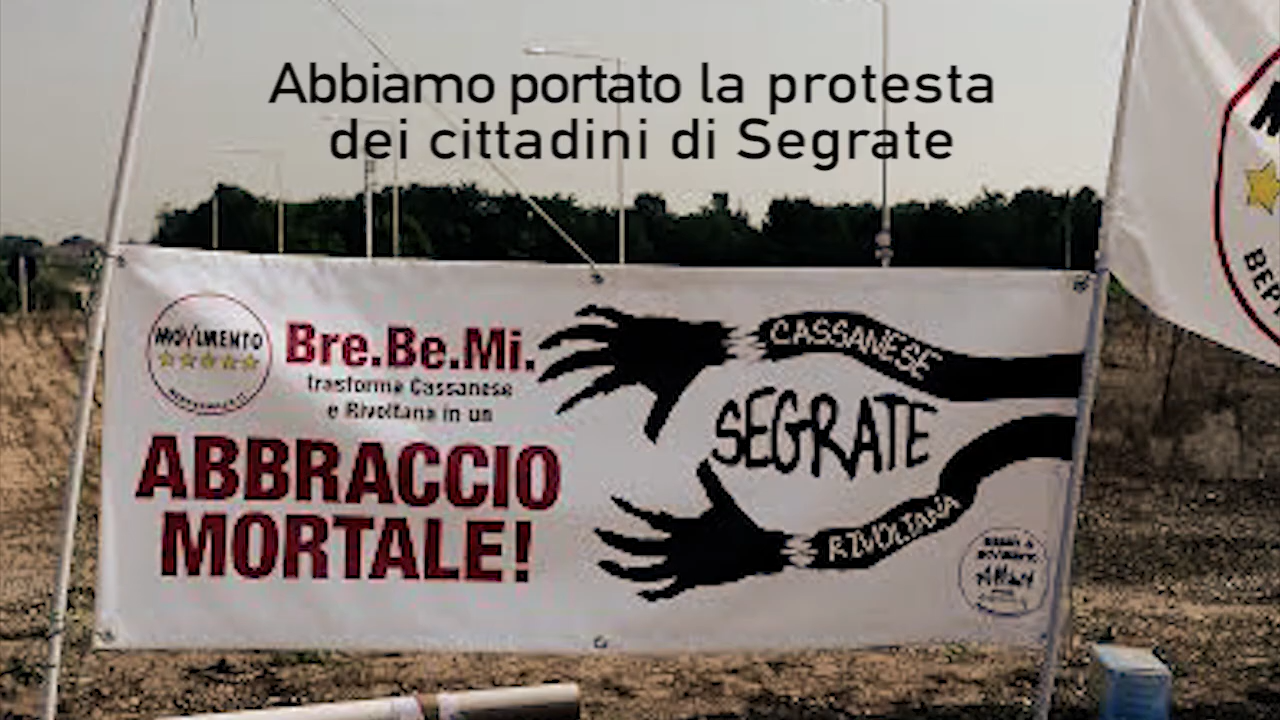 Abbiamo portato la protesta
dei cittadini di Segrate
MOVIMENTO
Bre.Be.Mi.
trasforma Cassanese
e Rivoltana in un
ABBRACCIO
MORTALE!
CASSANESE
SEGRATE
RIVOLTANA